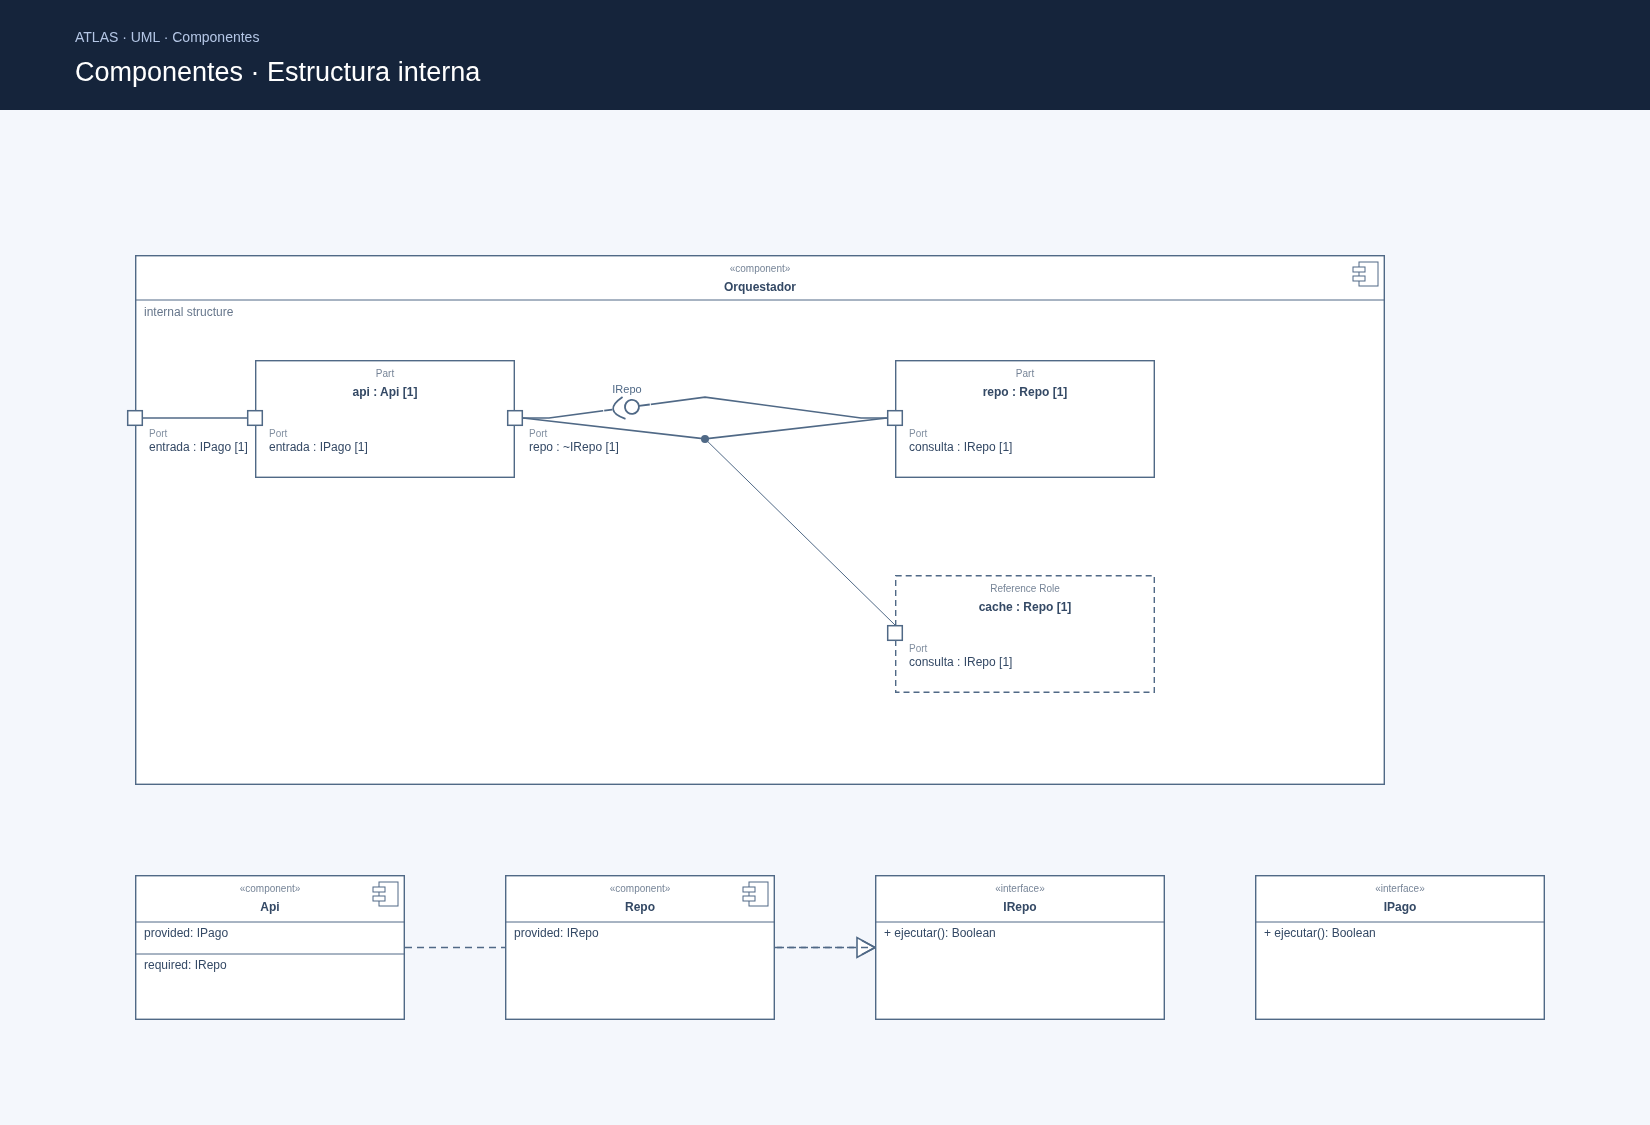 ATLAS · UML · Componentes
Componentes · Estructura interna
«component»
Orquestador
internal structure
Part
api : Api [1]
IRepo
Part
repo : Repo [1]
Port
entrada : IPago [1]
Port
entrada : IPago [1]
Port
repo : ~IRepo [1]
Port
consulta : IRepo [1]
Reference Role
cache : Repo [1]
Port
consulta : IRepo [1]
«component»
Api
provided: IPago
required: IRepo
«component»
Repo
provided: IRepo
«interface»
IRepo
+ ejecutar(): Boolean
«interface»
IPago
+ ejecutar(): Boolean